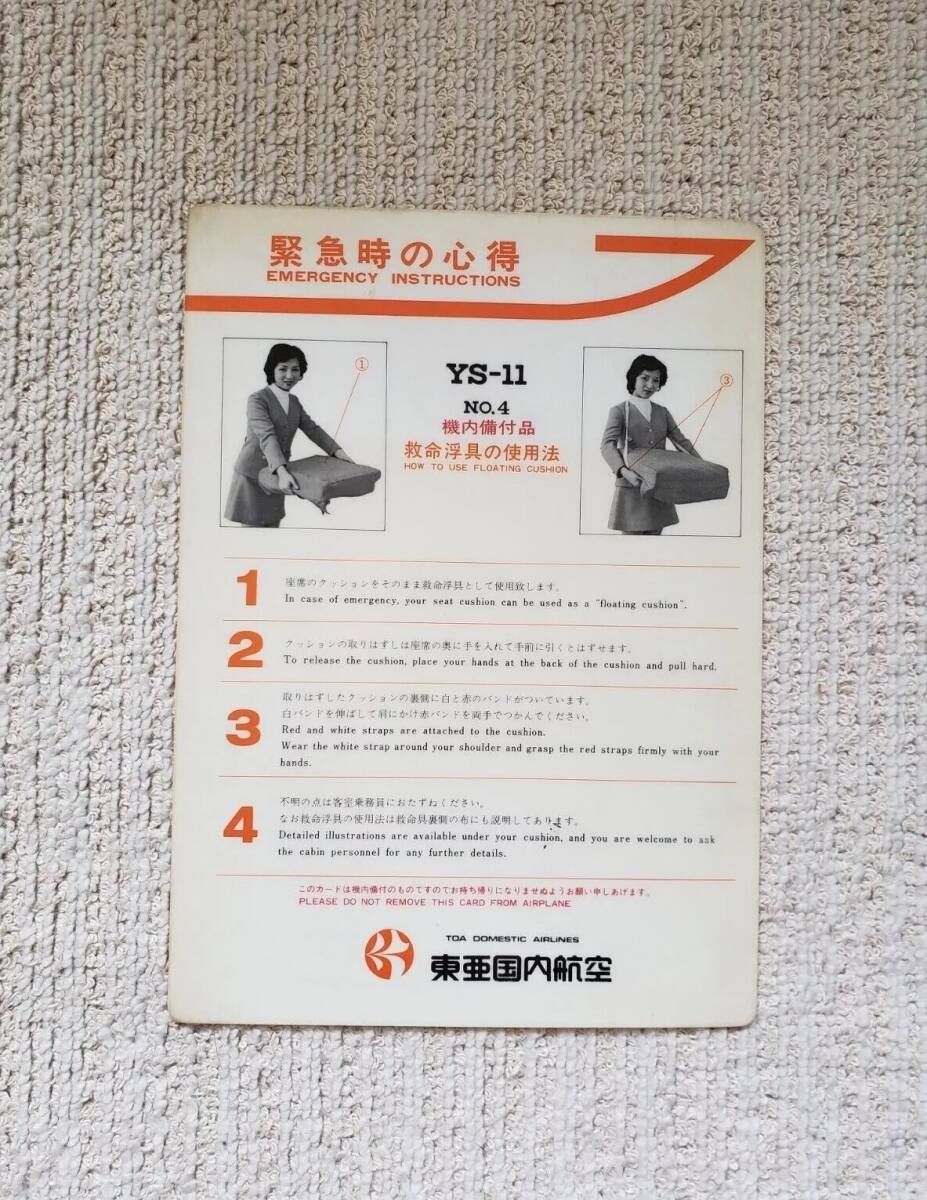 緊急時の心得
EMERGENCY INSTRUCTIONS
①
YS-11
NO.4
機内備付品
救命浮具の使用法
HOW TO USE FLOATING CUSHION
③
1
座席のクッションをそのまま救命浮具として使用致します。
In case of emergency, your seat cushion can be used as a "floating cushion".
2
クッションの取りはずしは座席の奥に手を入れて手前に引くとはずせます。
To release the cushion, place your hands at the back of the cushion and pull hard.
3
取りはずしたクッションの裏側に白と赤のバンドがついています。
白バンドを伸ばして肩にかけ赤バンドを両手でつかんでください。
Red and white straps are attached to the cushion.
Wear the white strap around your shoulder and grasp the red straps firmly with your
hands.
4
不明の点は客室乗務員におたずねください。
なお救命浮具の使用法は救命具裏側の布にも説明してあります。
Detailed illustrations are available under your cushion, and you are welcome to ask
the cabin personnel for any further details.
このカードは機内備付のものですのでお持ち帰りになりませぬようお願い申しあげます。
PLEASE DO NOT REMOVE THIS CARD FROM AIRPLANE
TOA DOMESTIC AIRLINES
東亜国内航空